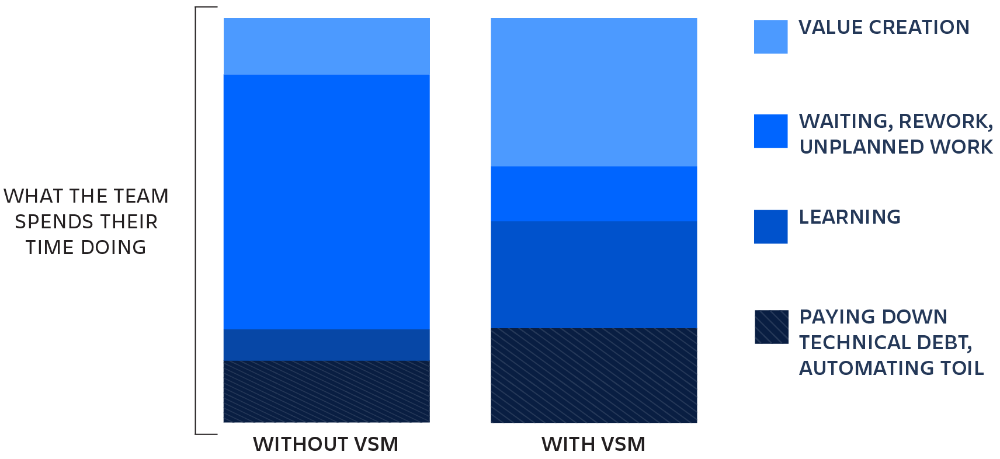 VALUE CREATION
WAITING, REWORK,
UNPLANNED WORK
WHAT THE TEAM
SPENDS THEIR
TIME DOING
LEARNING
PAYING DOWN
TECHNICAL DEBT,
AUTOMATING TOIL
WITHOUT VSM
WITH VSM